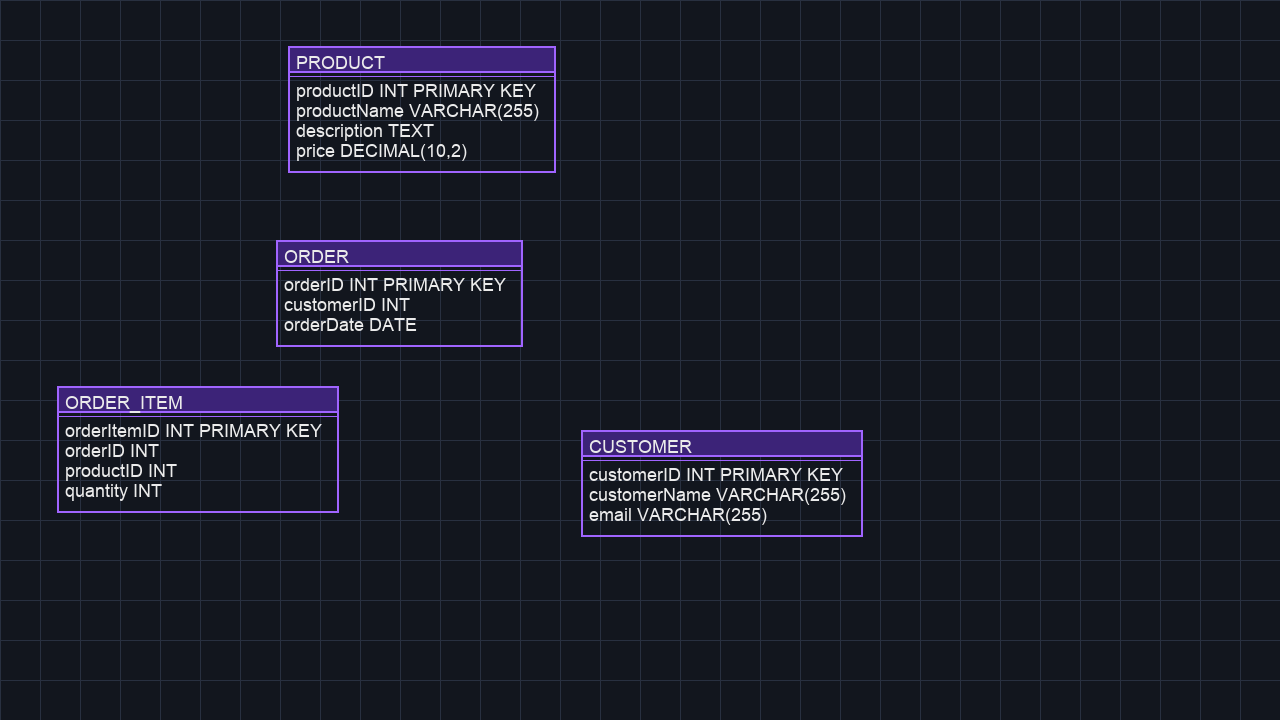 PRODUCT
productID INT PRIMARY KEY
productName VARCHAR(255)
description TEXT
price DECIMAL(10,2)
ORDER
orderID INT PRIMARY KEY
customerID INT
orderDate DATE
ORDER_ITEM
orderItemID INT PRIMARY KEY
orderID INT
productID INT
quantity INT
CUSTOMER
customerID INT PRIMARY KEY
customerName VARCHAR(255)
email VARCHAR(255)